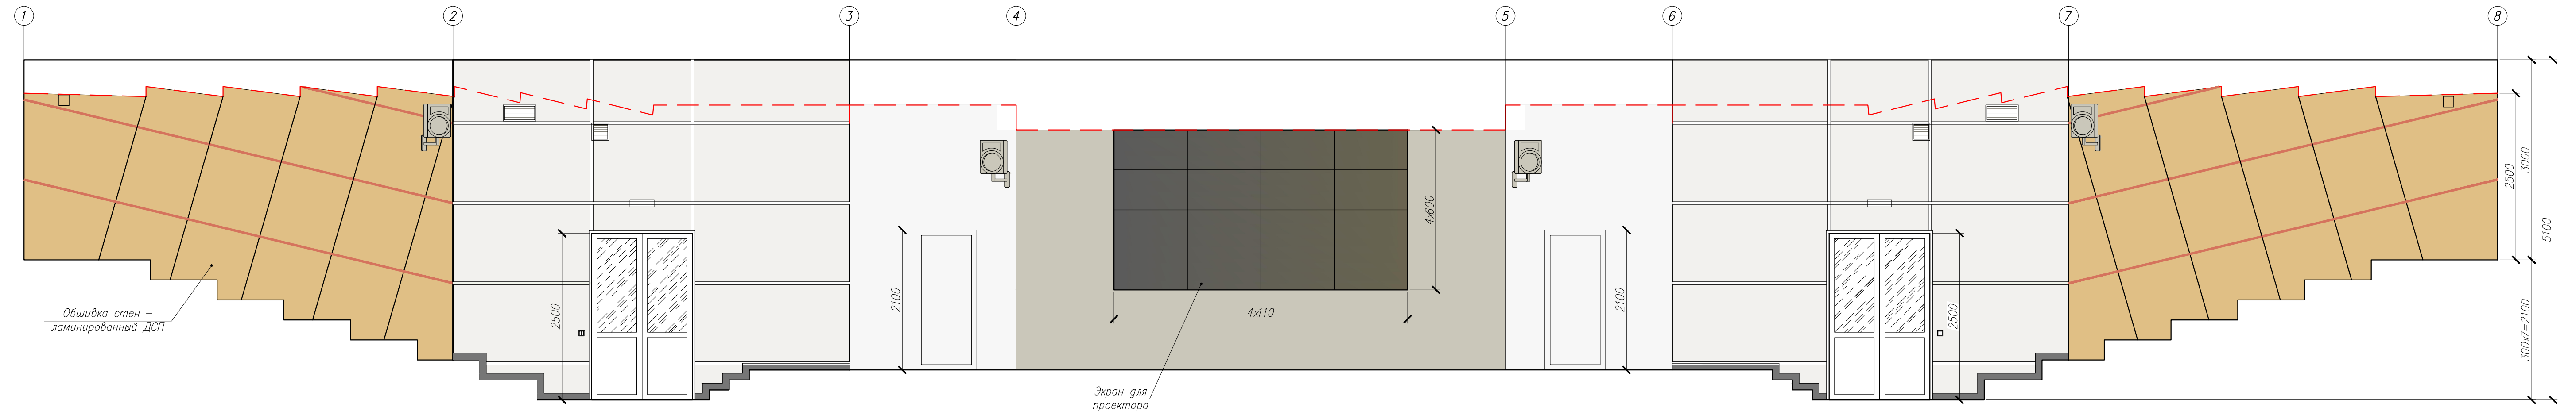 1 2 3 4 5 6 7 8
Обшивка стен –
ламинированный ДСП
2500
2100
4х600
4х110
Экран для
проектора
2100
2500
2500
3000
5100
300х7=2100